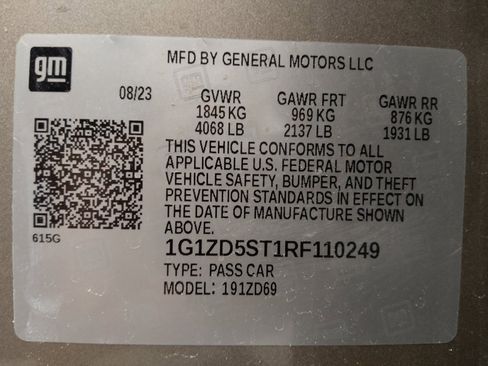 gm
MFD BY GENERAL MOTORS LLC
08/23 GVWR GAWR FRT GAWR RR
1845 KG 969 KG 876 KG
4068 LB 2137 LB 1931 LB
THIS VEHICLE CONFORMS TO ALL
APPLICABLE U.S. FEDERAL MOTOR
VEHICLE SAFETY, BUMPER, AND THEFT
PREVENTION STANDARDS IN EFFECT ON
THE DATE OF MANUFACTURE SHOWN
ABOVE.
615G
1G1ZD5ST1RF110249
TYPE: PASS CAR
MODEL: 191ZD69